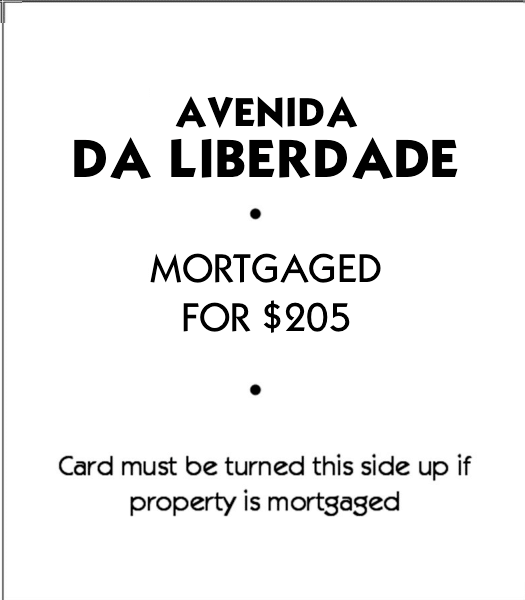 AVENIDA
DA LIBERDADE
•
MORTGAGED
FOR $205
•
Card must be turned this side up if
property is mortgaged